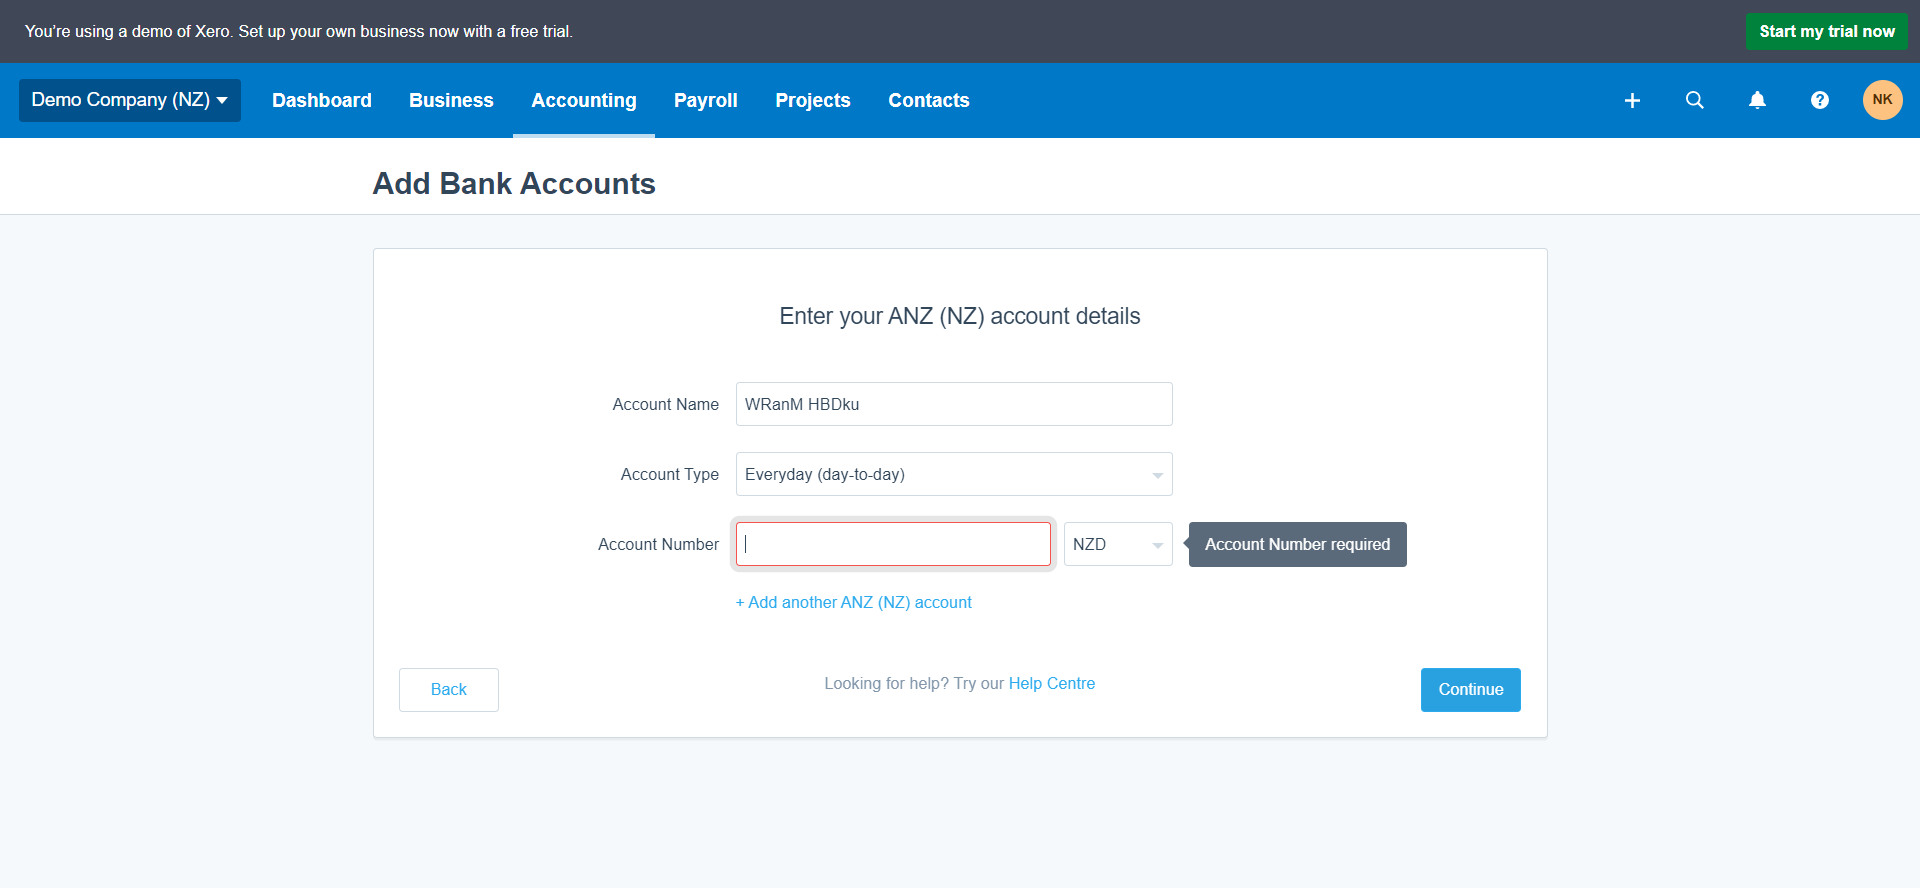 You're using a demo of Xero. Set up your own business now with a free trial.
Start my trial now
Demo Company (NZ)
Dashboard
Business
Accounting
Payroll
Projects
Contacts
NK
Add Bank Accounts
Enter your ANZ (NZ) account details
Account Name
WRanM HBDku
Account Type
Everyday (day-to-day)
Account Number
NZD
Account Number required
+ Add another ANZ (NZ) account
Back
Looking for help? Try our Help Centre
Continue